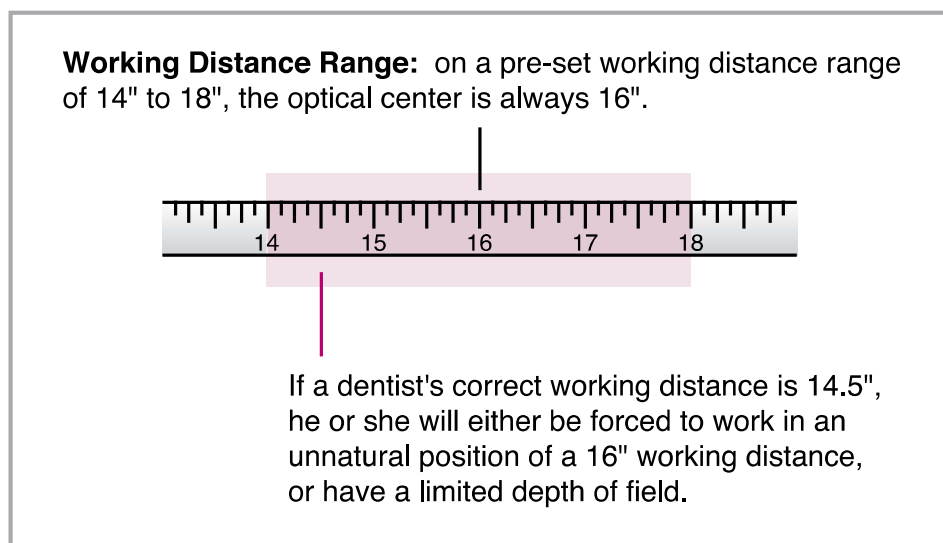 Working Distance Range: on a pre-set working distance range
of 14" to 18", the optical center is always 16".
14 15 16 17 18
If a dentist's correct working distance is 14.5",
he or she will either be forced to work in an
unnatural position of a 16" working distance,
or have a limited depth of field.